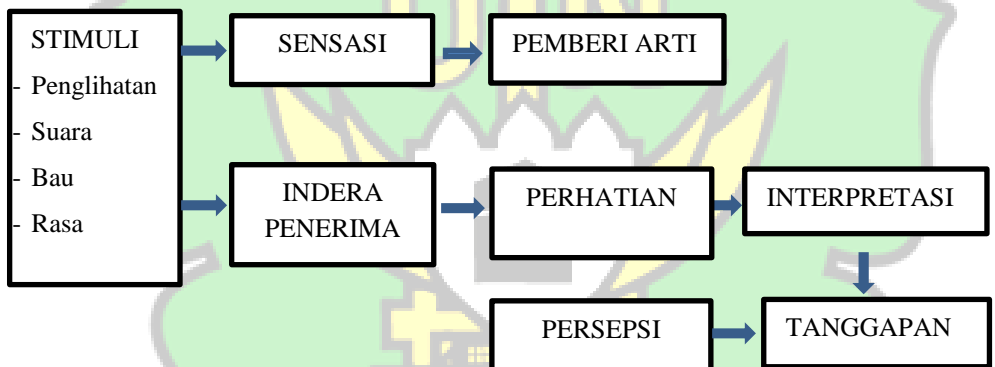 STIMULI
- Penglihatan
- Suara
- Bau
- Rasa
SENSASI
PEMBERI ARTI
INDERA
PENERIMA
PERHATIAN
INTERPRETASI
PERSEPSI
TANGGAPAN